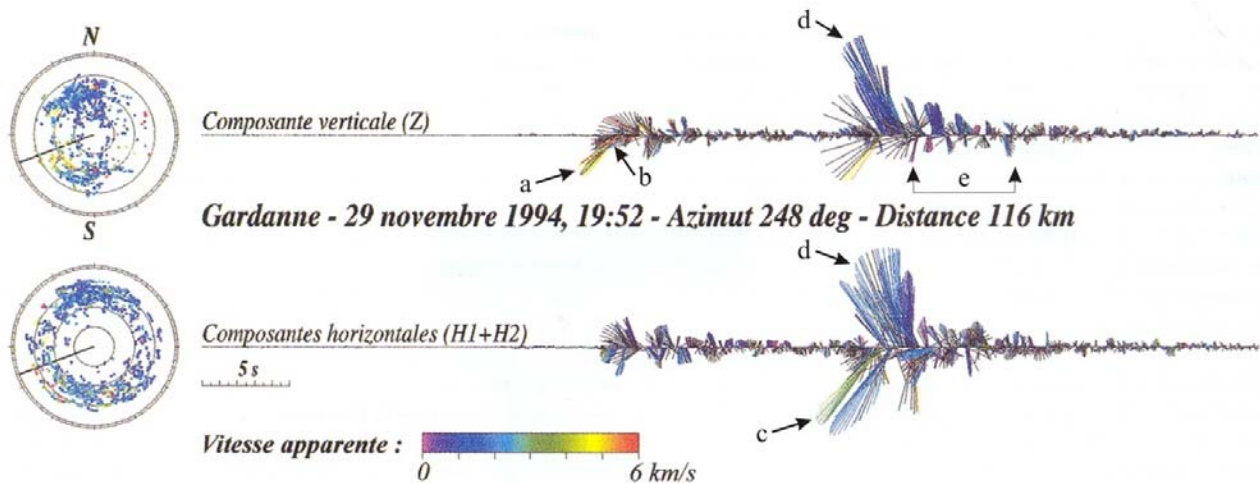 N
d
Composante verticale (Z)
a
b
e
S
Gardanne - 29 novembre 1994, 19:52 - Azimut 248 deg - Distance 116 km
d
Composantes horizontales (H1+H2)
5 s
c
Vitesse apparente :
0
6 km/s